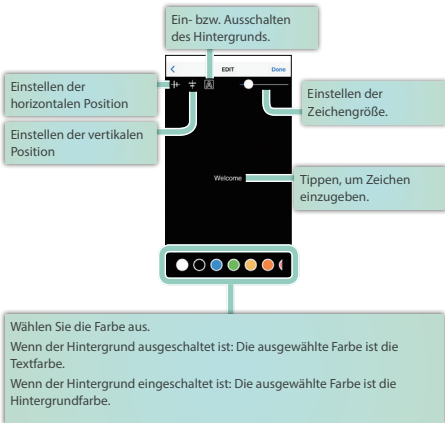 Ein- bzw. Ausschalten
des Hintergrunds.
EDIT
Done
Einstellen der
horizontalen Position
Einstellen der
Zeichengröße.
Einstellen der vertikalen
Position
Welcome
Tippen, um Zeichen
einzugeben.
Wählen Sie die Farbe aus.
Wenn der Hintergrund ausgeschaltet ist: Die ausgewählte Farbe ist die
Textfarbe.
Wenn der Hintergrund eingeschaltet ist: Die ausgewählte Farbe ist die
Hintergrundfarbe.